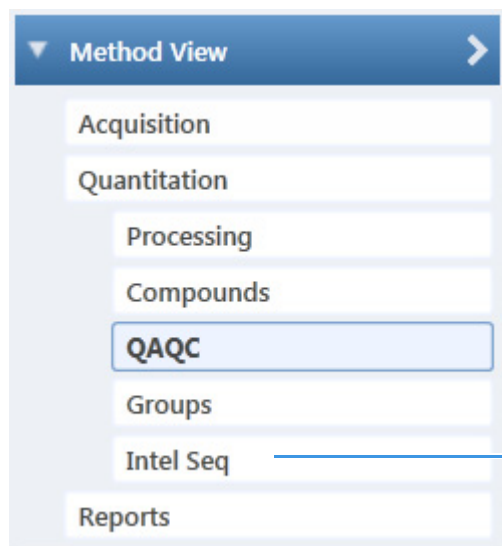 Method View
Acquisition
Quantitation
Processing
Compounds
QAQC
Groups
Intel Seq
Reports